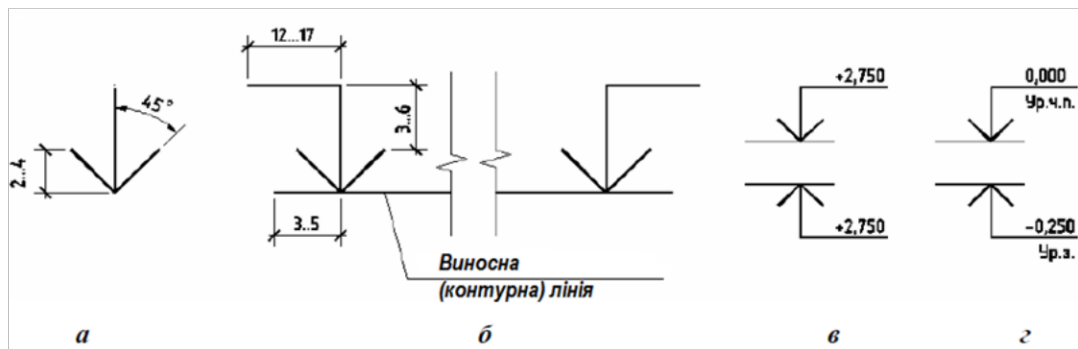 45°
2...4
а
12...17
3...6
3..5
Виносна
(контурна) лінія
б
+2,750
+2,750
в
0,000
Ур.ч.п.
-0,250
Ур.з.
г